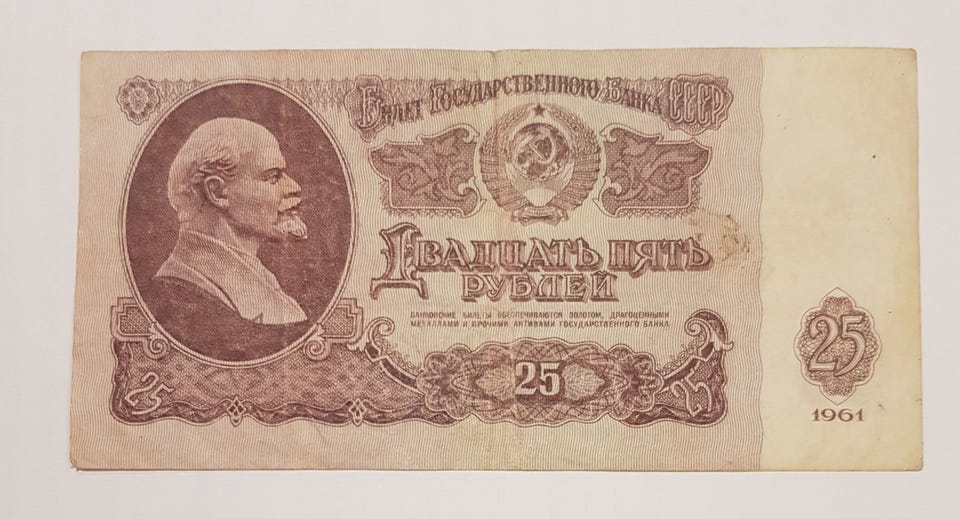 Билет Государственного Банка СССР
Двадцать пять
рублей
БАНКОВСКИЕ БИЛЕТЫ ОБЕСПЕЧИВАЮТСЯ ЗОЛОТОМ, ДРАГОЦЕННЫМИ
МЕТАЛЛАМИ И ПРОЧИМИ АКТИВАМИ ГОСУДАРСТВЕННОГО БАНКА
25
25
25
25
1961